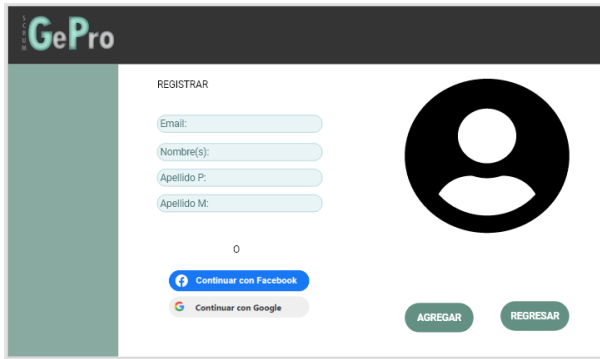 SCRUM
GePro
REGISTRAR
Email:
Nombre(s):
Apellido P:
Apellido M:
O
Continuar con Facebook
Continuar con Google
AGREGAR
REGRESAR